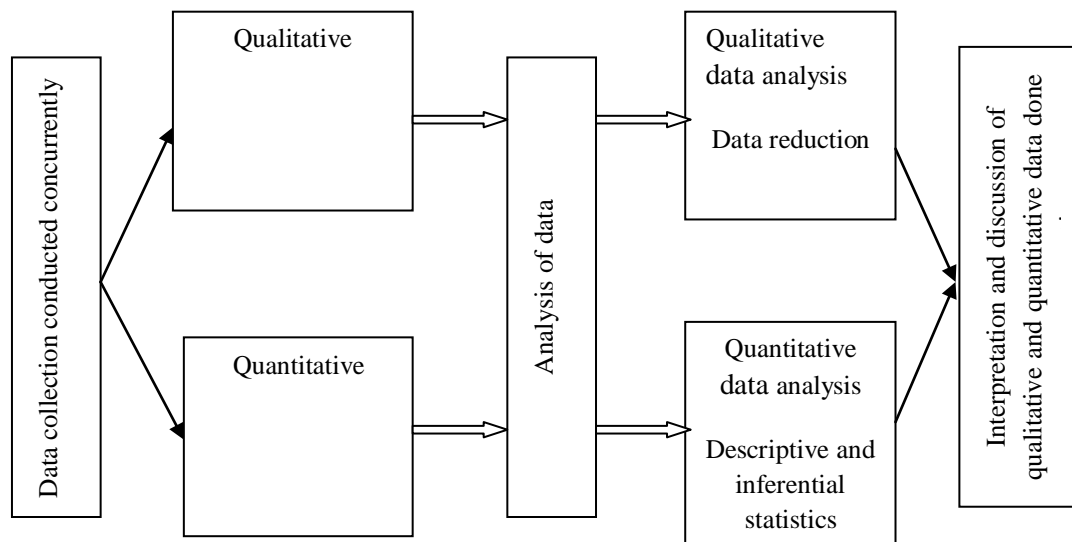 Data collection conducted concurrently
Qualitative
Quantitative
Analysis of data
Qualitative
data analysis
Data reduction
Quantitative
data analysis
Descriptive and
inferential
statistics
Interpretation and discussion of
qualitative and quantitative data done